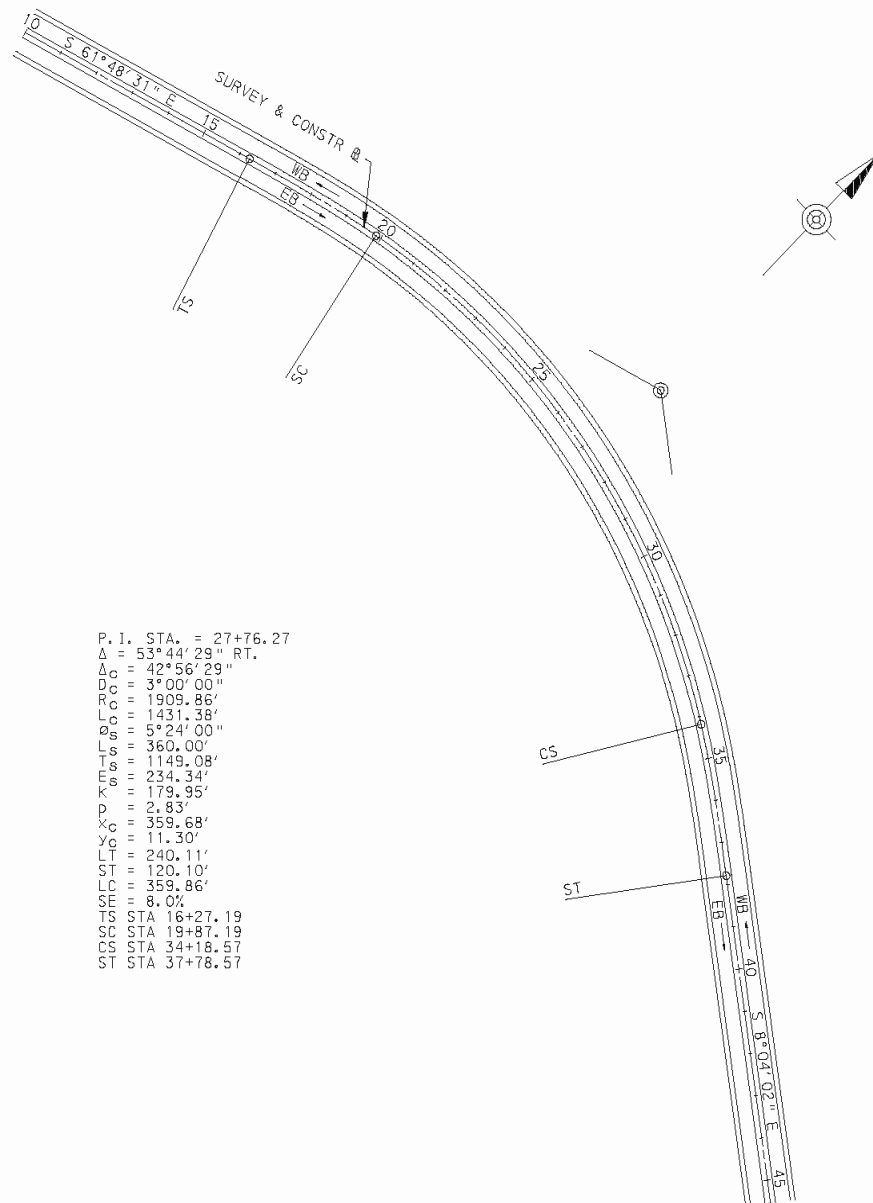 10
S 61°48'31" E
15
SURVEY & CONSTR ℄
WB
EB
20
TS
SC
25
30
P.I. STA. = 27+76.27
Δ = 53°44'29" RT.
Δc = 42°56'29"
Dc = 3°00'00"
Rc = 1909.86'
Lc = 1431.38'
Øs = 5°24'00"
Ls = 360.00'
Ts = 1149.08'
Es = 234.34'
k = 179.95'
p = 2.83'
xc = 359.68'
yc = 11.30'
LT = 240.11'
ST = 120.10'
LC = 359.86'
SE = 8.0%
TS STA 16+27.19
SC STA 19+87.19
CS STA 34+18.57
ST STA 37+78.57
CS
35
ST
EB
WB
40
S 8°04'02" E
45